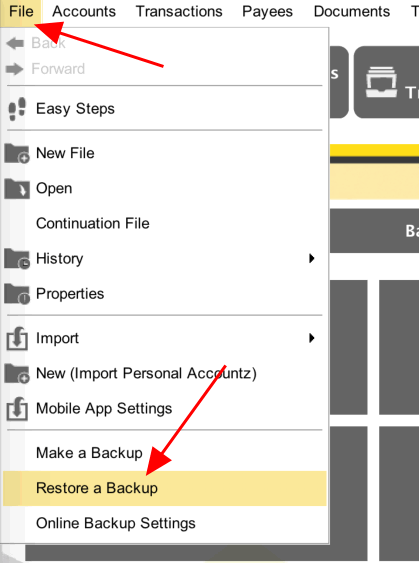 File Accounts Transactions Payees Documents T
Back
Forward
s
Tr
Easy Steps
New File
Open
Continuation File
Ba
History
Properties
Import
New (Import Personal Accountz)
Mobile App Settings
Make a Backup
Restore a Backup
Online Backup Settings